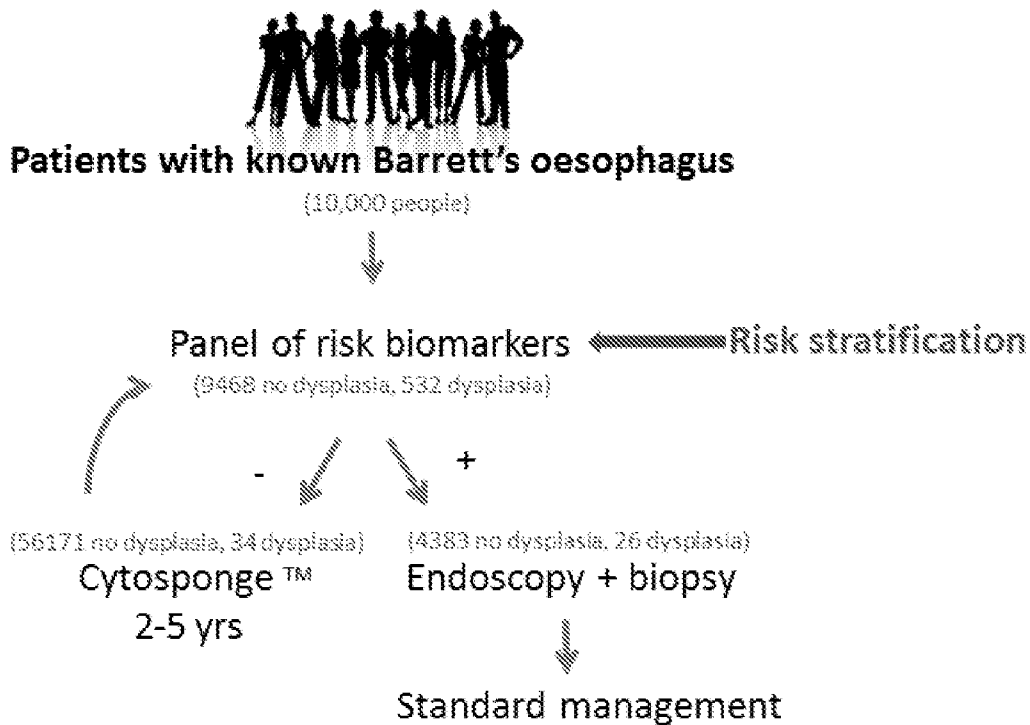 Patients with known Barrett's oesophagus
(10,000 people)
Panel of risk biomarkers
Risk stratification
(9468 no dysplasia, 532 dysplasia)
-
+
(56171 no dysplasia, 34 dysplasia)
(4383 no dysplasia, 26 dysplasia)
Cytosponge ™
Endoscopy + biopsy
2-5 yrs
Standard management